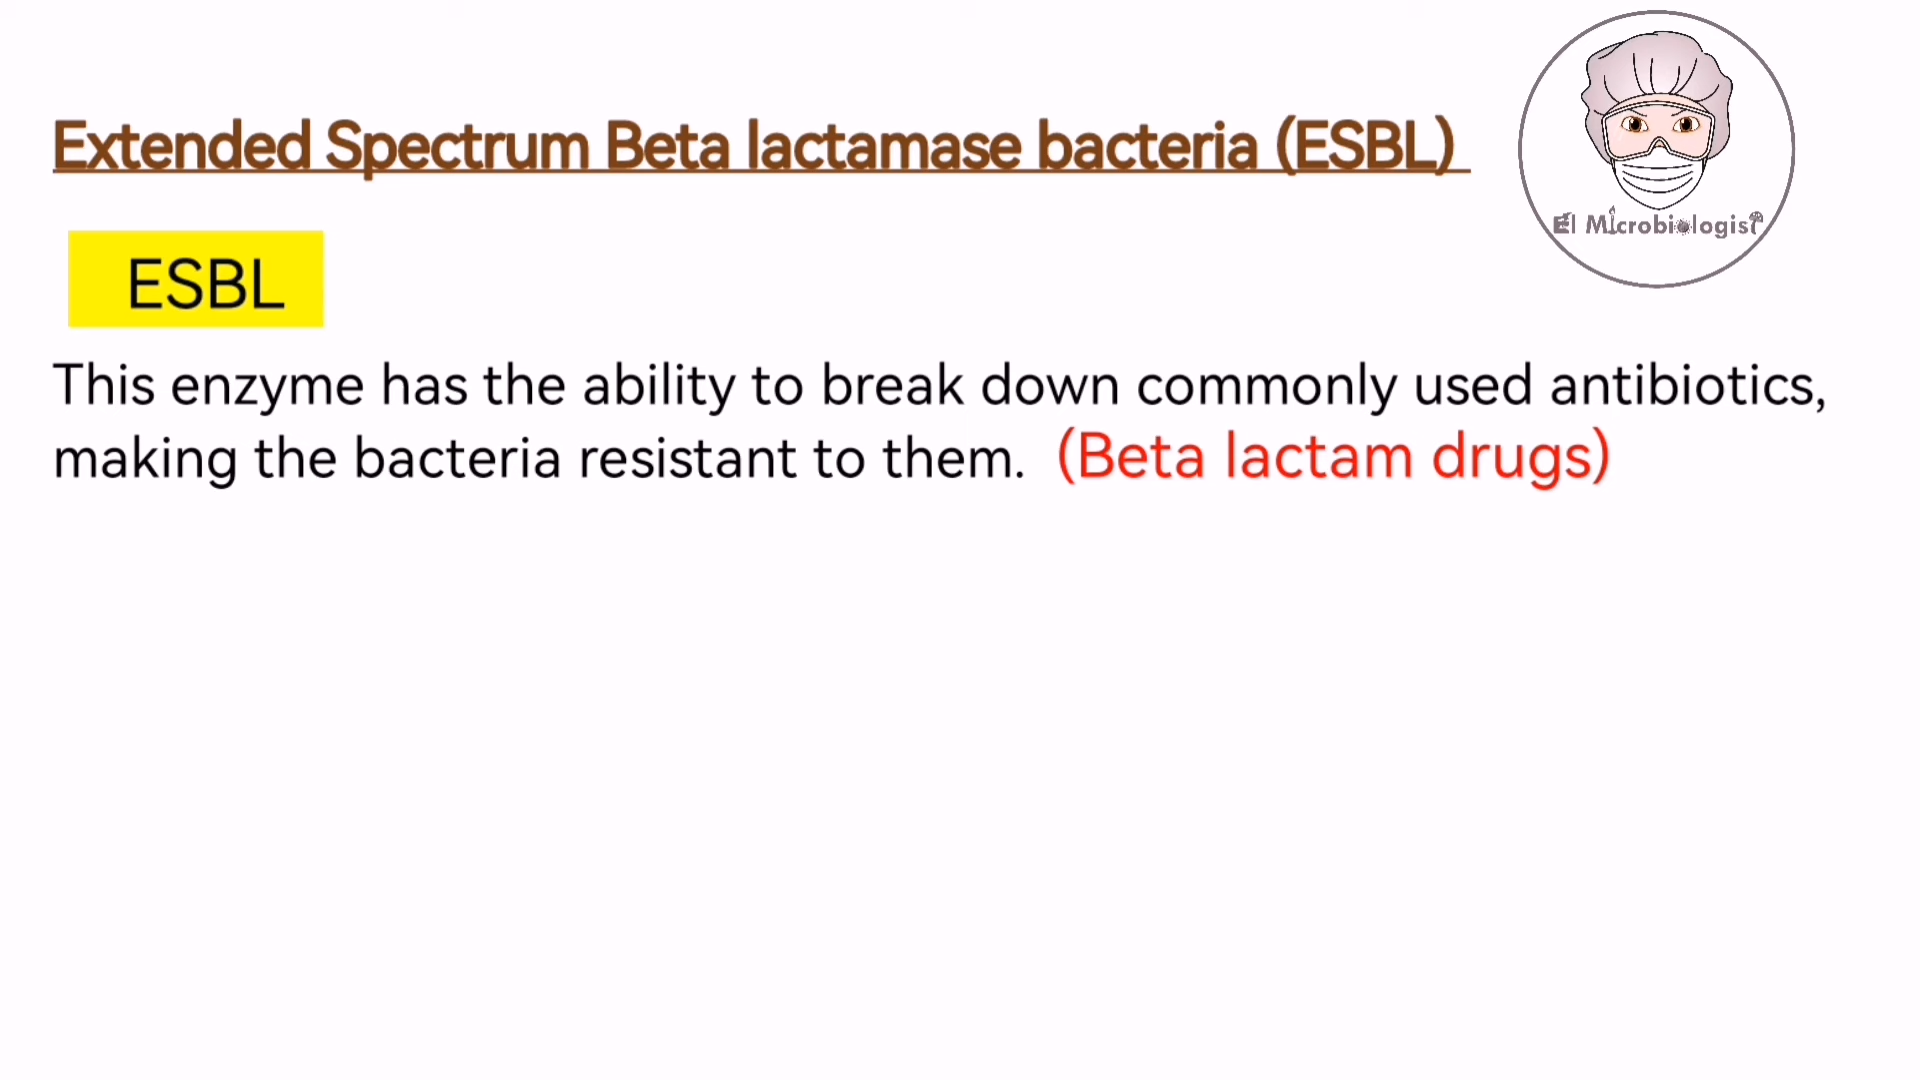 Extended Spectrum Beta lactamase bacteria (ESBL)
El Microbiologist
ESBL
This enzyme has the ability to break down commonly used antibiotics,
making the bacteria resistant to them. (Beta lactam drugs)